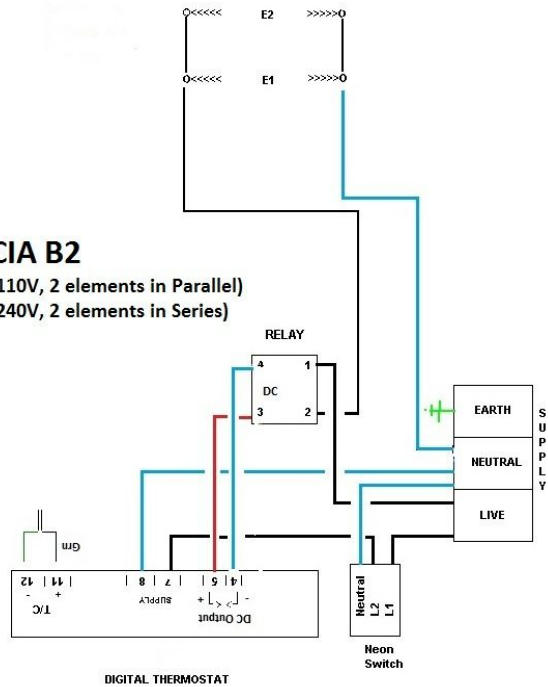 E2
E1
CIA B2
110V, 2 elements in Parallel)
240V, 2 elements in Series)
RELAY
4 1
DC
3 2
EARTH
NEUTRAL
LIVE
SUPPLY
Grn
12 11 8 7 5 4
- + SUPPLY + < > -
T/C DC Output
Neutral
L2
L1
Neon
Switch
DIGITAL THERMOSTAT